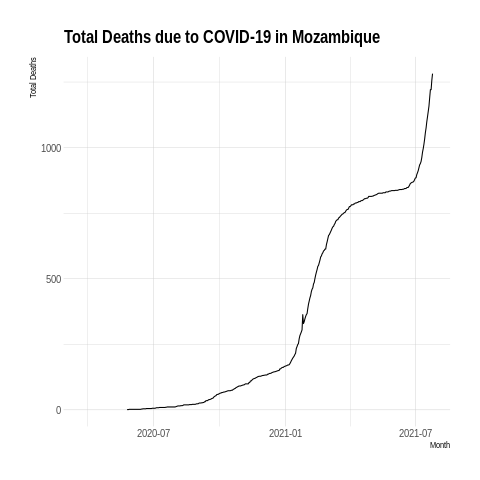 Total Deaths due to COVID-19 in Mozambique
Total Deaths
1000
500
0
2020-07
2021-01
2021-07
Month